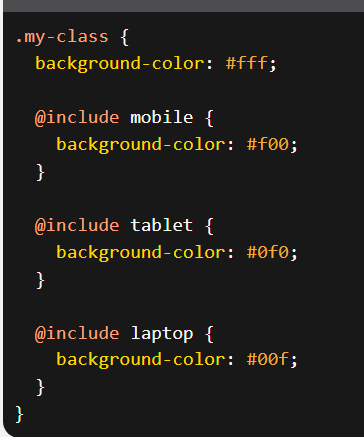 .my-class {
  background-color: #fff;

  @include mobile {
    background-color: #f00;
  }

  @include tablet {
    background-color: #0f0;
  }

  @include laptop {
    background-color: #00f;
  }
}